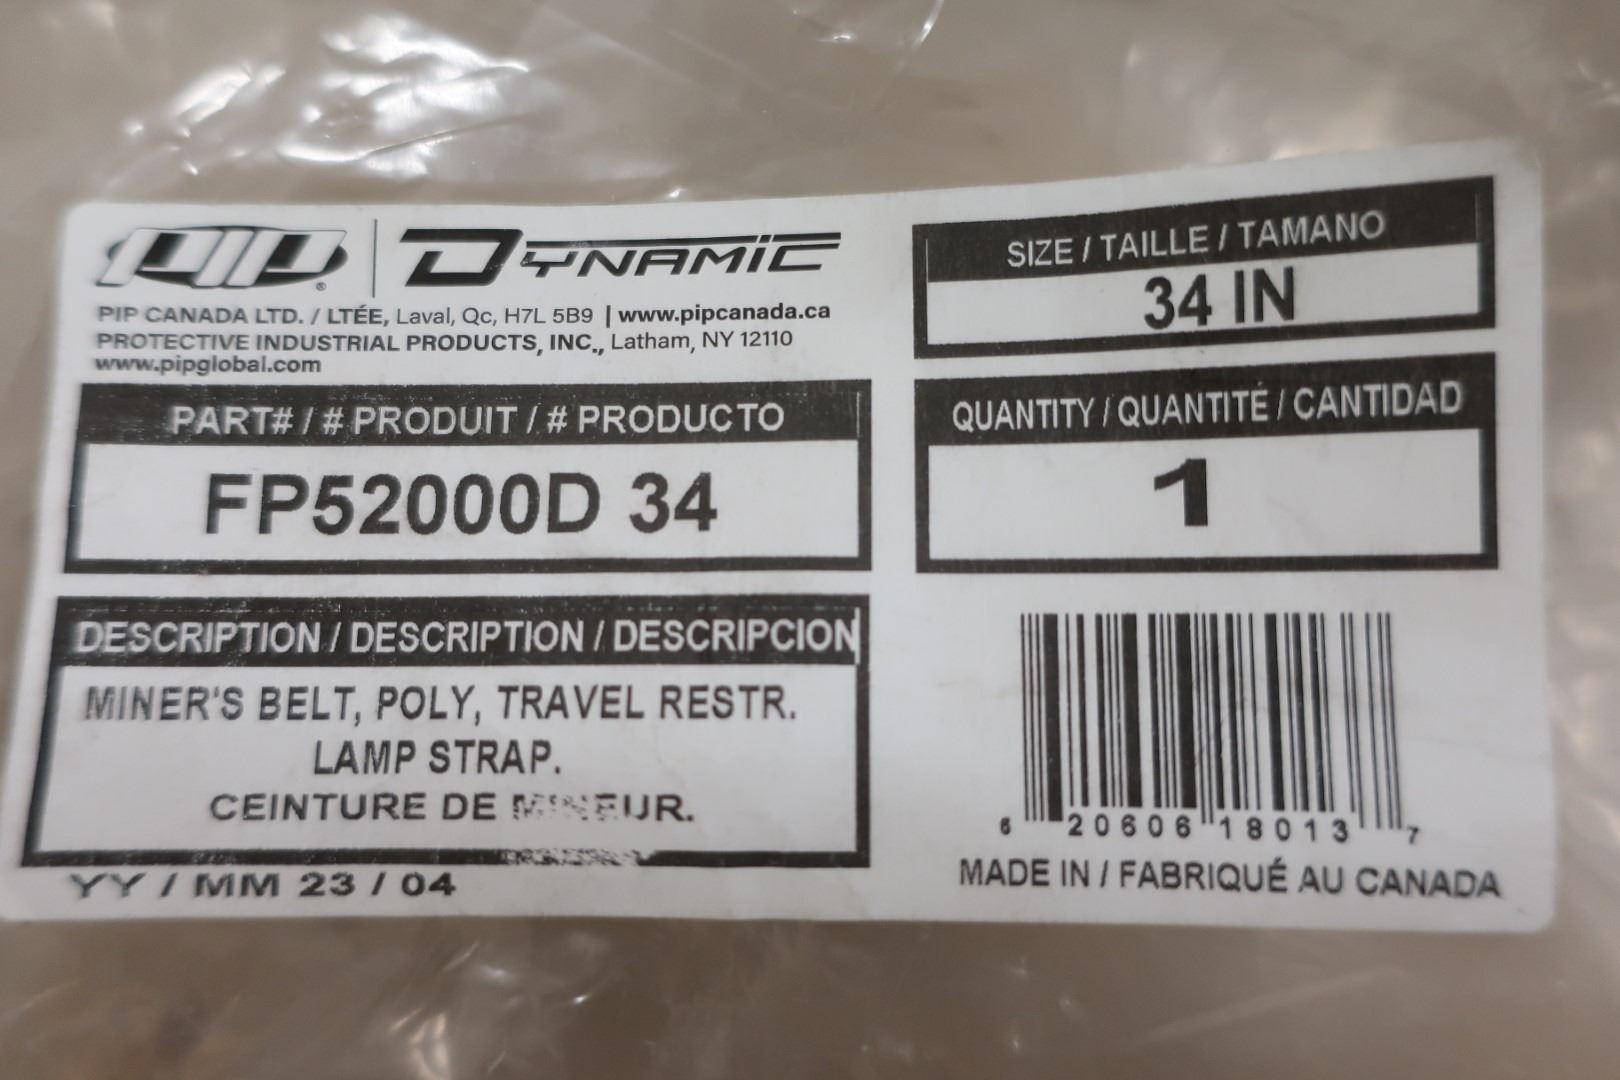 PIP® | DYNAMIC
PIP CANADA LTD. / LTÉE, Laval, Qc, H7L 5B9 | www.pipcanada.ca
PROTECTIVE INDUSTRIAL PRODUCTS, INC., Latham, NY 12110
www.pipglobal.com
PART# / # PRODUIT / # PRODUCTO
FP52000D 34
DESCRIPTION / DESCRIPTION / DESCRIPCION
MINER'S BELT, POLY, TRAVEL RESTR.
LAMP STRAP.
CEINTURE DE MINEUR.
YY / MM 23 / 04
SIZE / TAILLE / TAMANO
34 IN
QUANTITY / QUANTITÉ / CANTIDAD
1
6 20606 18013 7
MADE IN / FABRIQUÉ AU CANADA